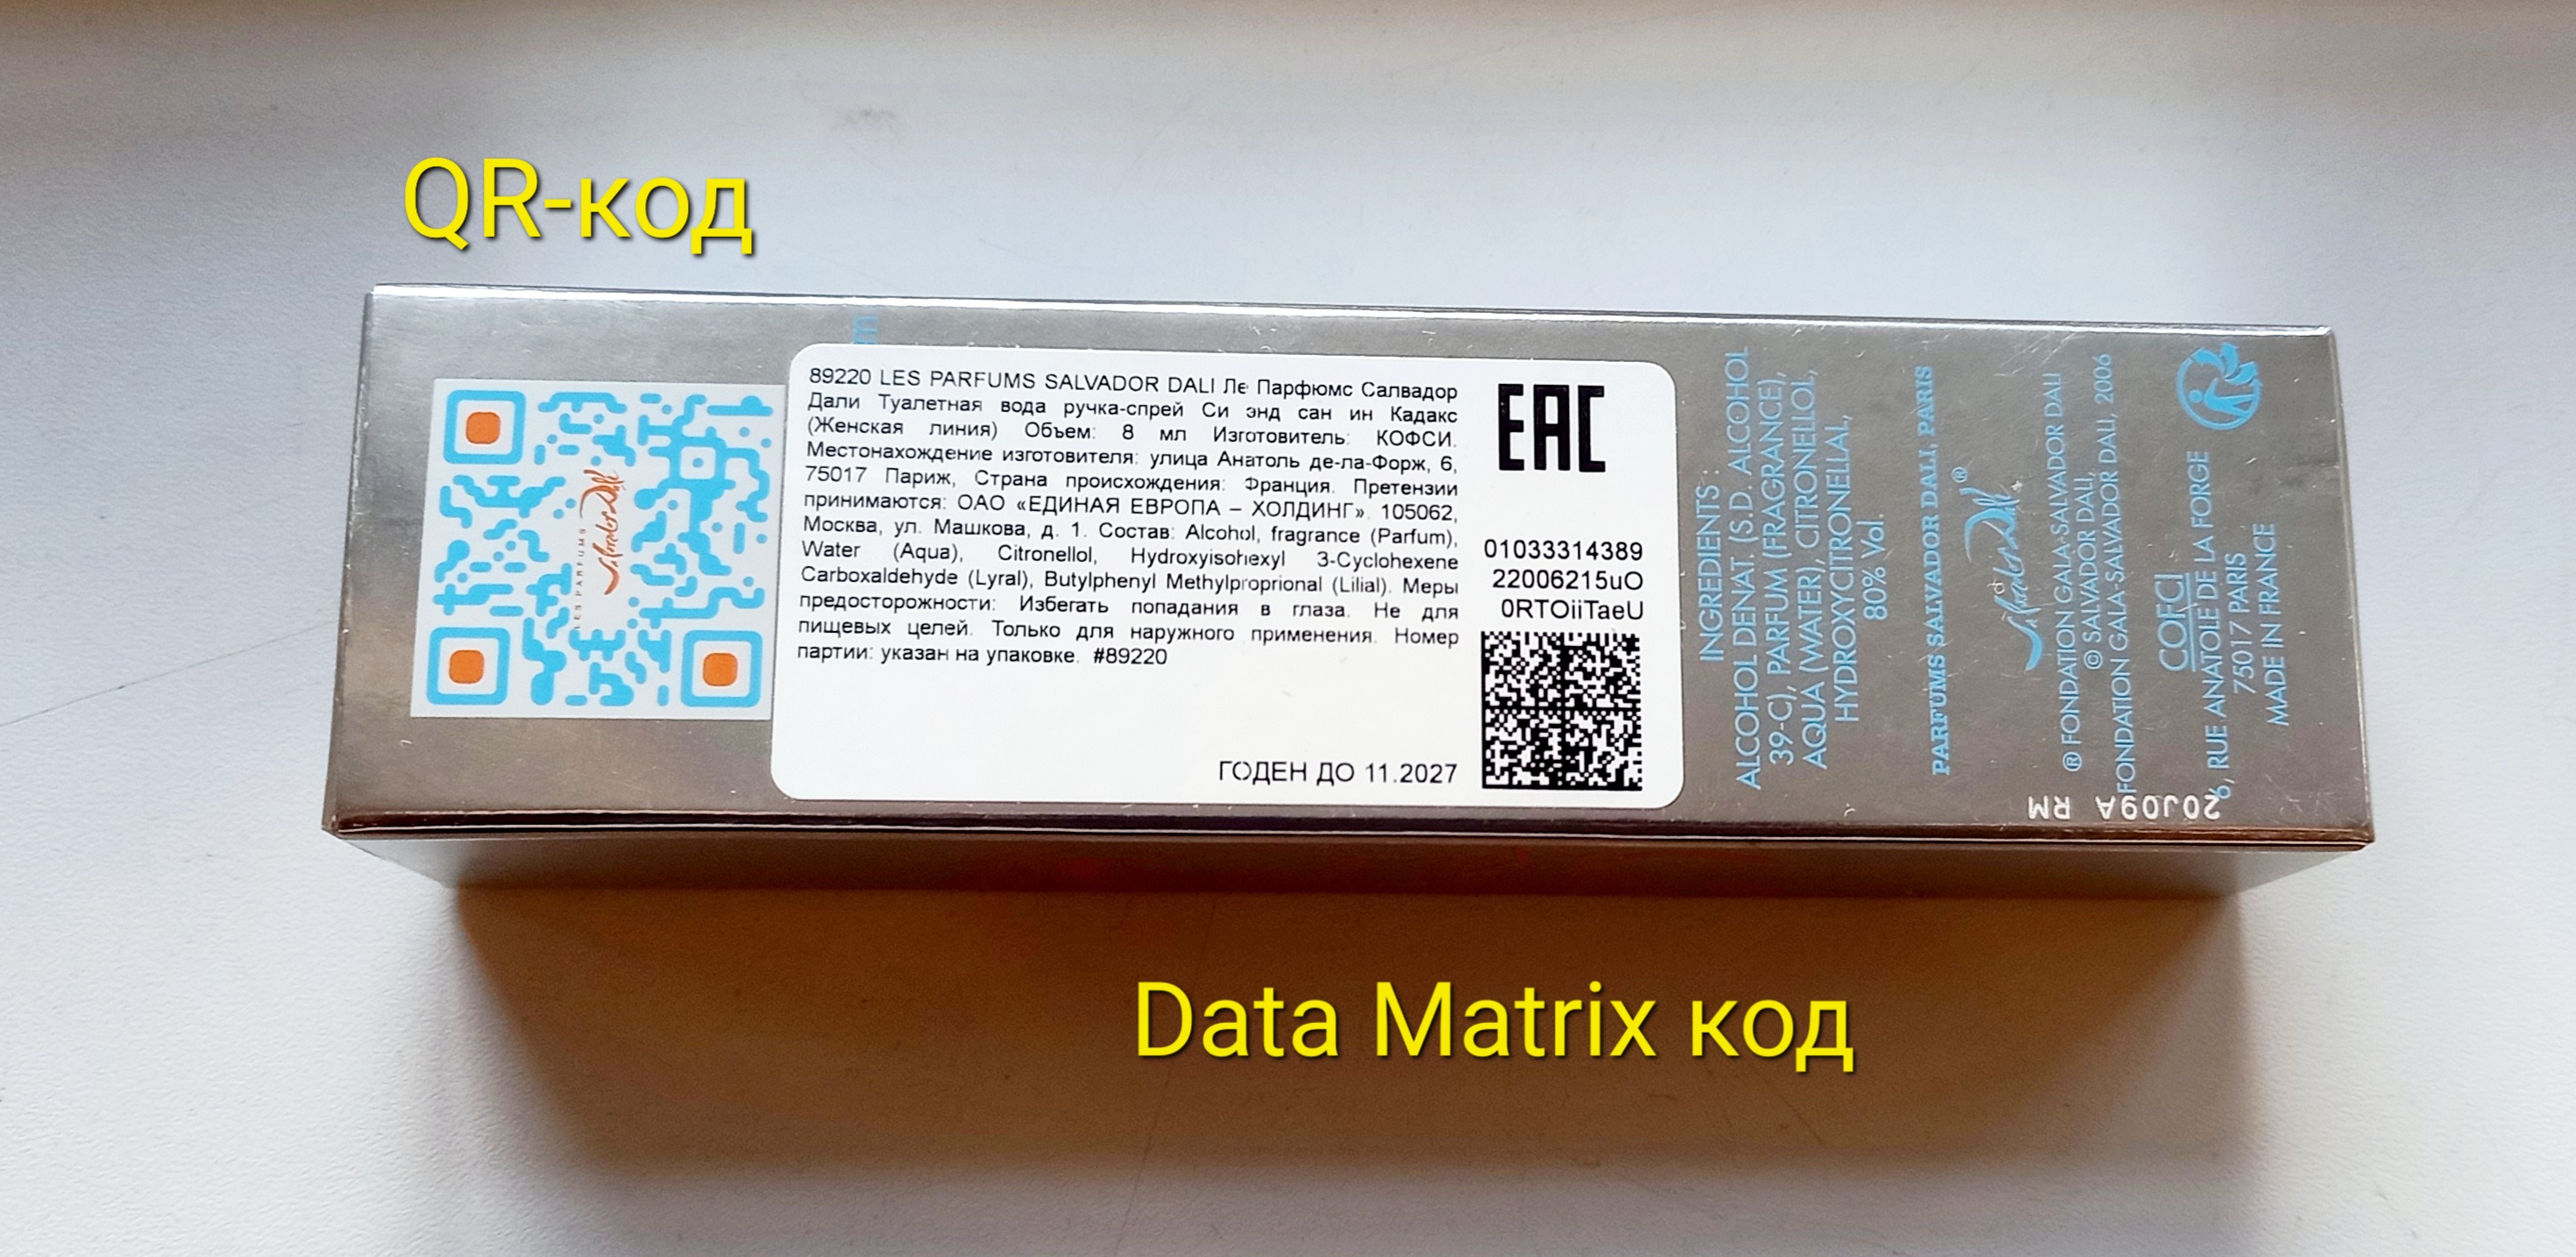 QR-код
m
LES PARFUMS
Salvador Dali
89220 LES PARFUMS SALVADOR DALI Ле Парфюмс Салвадор
Дали Туалетная вода ручка-спрей Си энд сан ин Кадакс
(Женская линия) Объем: 8 мл Изготовитель: КОФСИ.
Местонахождение изготовителя: улица Анатоль де-ла-Форж, 6,
75017 Париж, Страна происхождения: Франция. Претензии
принимаются: ОАО «ЕДИНАЯ ЕВРОПА – ХОЛДИНГ». 105062,
Москва, ул. Машкова, д. 1. Состав: Alcohol, fragrance (Parfum),
Water (Aqua), Citronellol, Hydroxyisohexyl 3-Cyclohexene
Carboxaldehyde (Lyral), Butylphenyl Methylproprional (Lilial). Меры
предосторожности: Избегать попадания в глаза. Не для
пищевых целей. Только для наружного применения. Номер
партии: указан на упаковке. #89220
ГОДЕН ДО 11.2027
EAC
01033314389
22006215uO
0RTOiiTaeU
INGREDIENTS :
ALCOHOL DENAT. (S.D. ALCOHOL
39-C), PARFUM (FRAGRANCE),
AQUA (WATER), CITRONELLOL,
HYDROXYCITRONELLAL,
80% Vol.
PARFUMS SALVADOR DALI, PARIS
Salvador Dali®
® FONDATION GALA-SALVADOR DALI
© SALVADOR DALI,
FONDATION GALA-SALVADOR DALI, 2006
COFCI
6, RUE ANATOLE DE LA FORGE
75017 PARIS
MADE IN FRANCE
20J09A RM
Data Matrix код